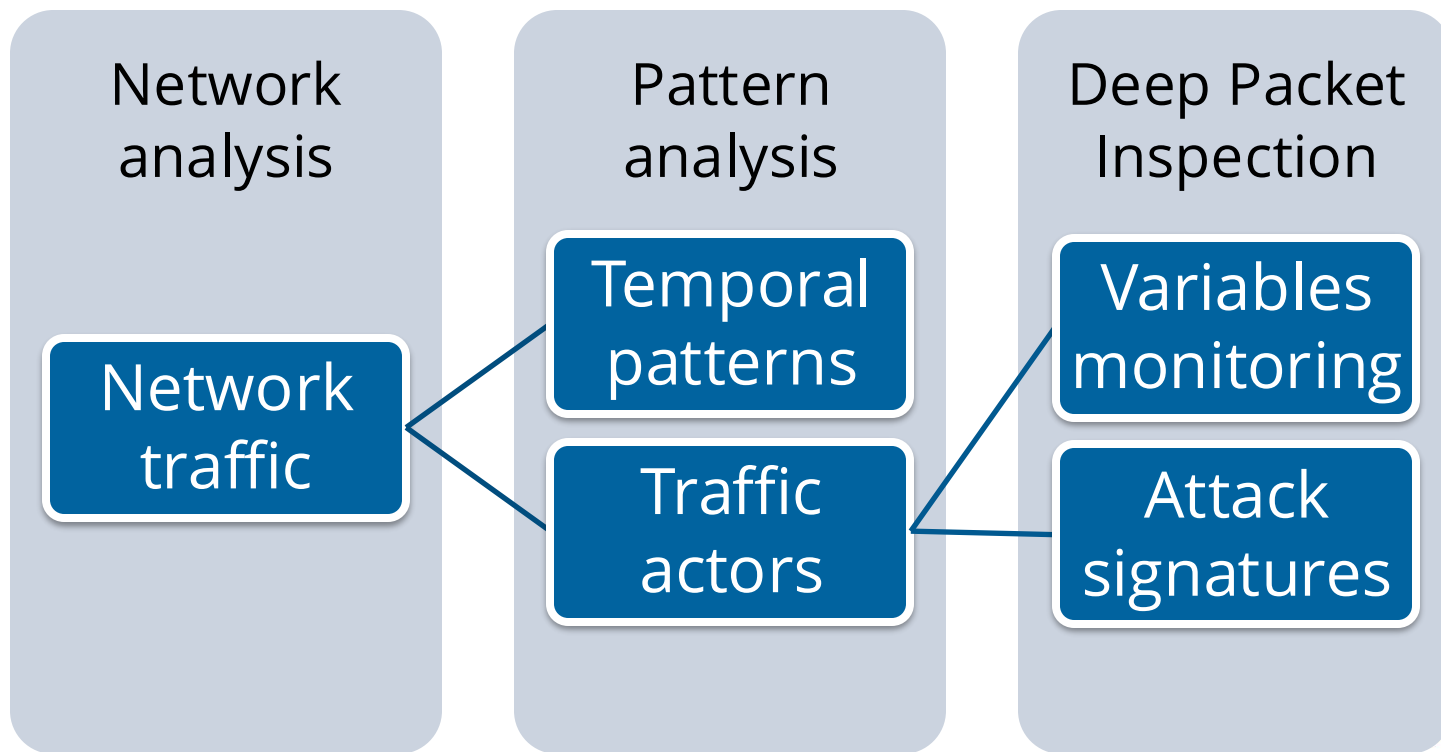 Network
analysis
Network
traffic
Pattern
analysis
Temporal
patterns
Traffic
actors
Deep Packet
Inspection
Variables
monitoring
Attack
signatures